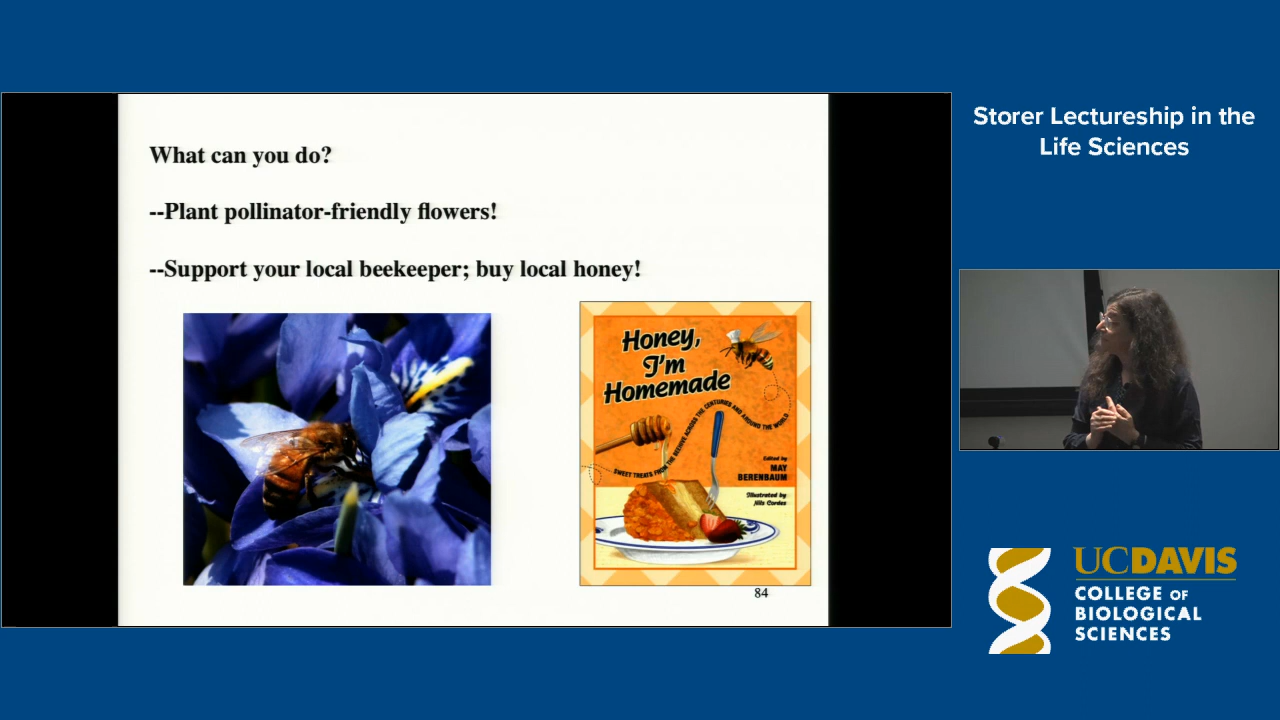 Storer Lectureship in the
Life Sciences
What can you do?
--Plant pollinator-friendly flowers!
--Support your local beekeeper; buy local honey!
Honey,
I'm
Homemade
SWEET TREATS FROM THE BEEHIVE ACROSS THE CENTURIES AND AROUND THE WORLD
Edited by
MAY
BERENBAUM
Illustrated by
Nils Cordes
84
UCDAVIS
COLLEGE OF
BIOLOGICAL
SCIENCES